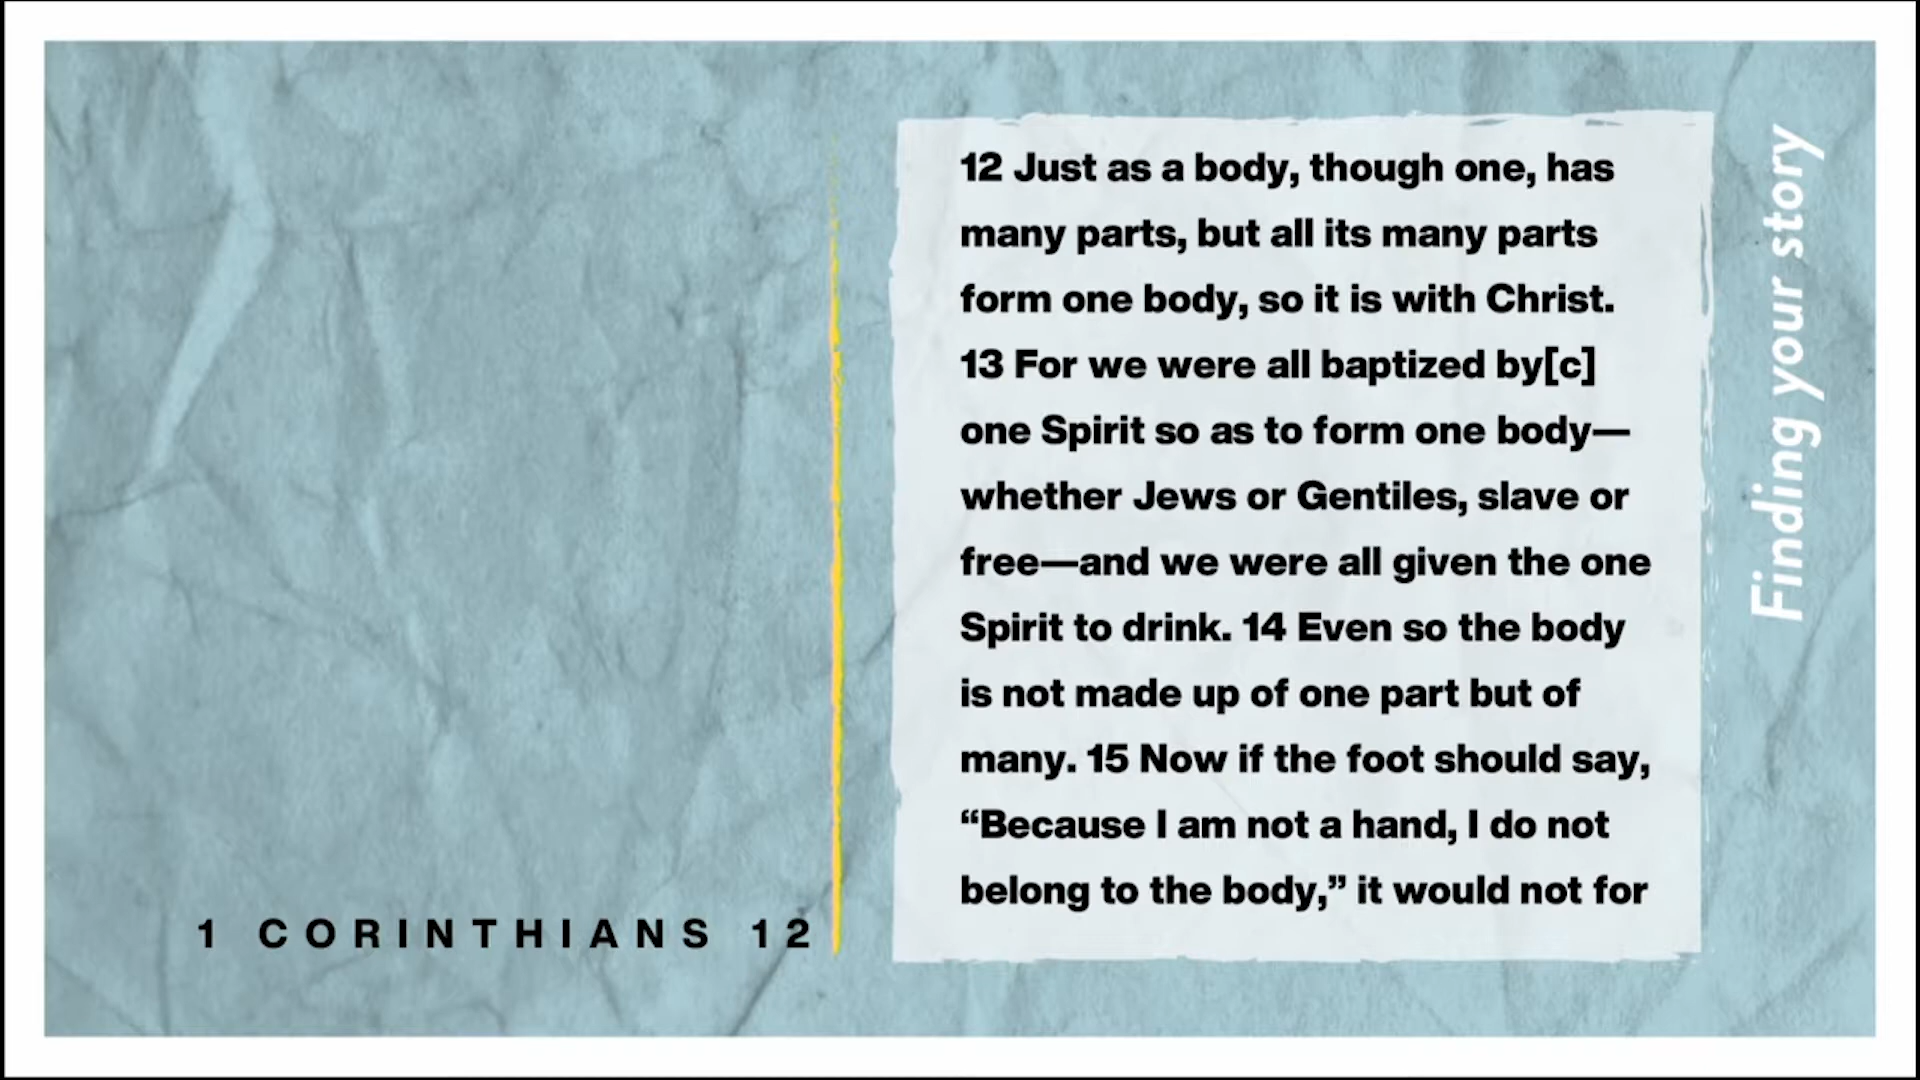 12 Just as a body, though one, has
many parts, but all its many parts
form one body, so it is with Christ.
13 For we were all baptized by[c]
one Spirit so as to form one body—
whether Jews or Gentiles, slave or
free—and we were all given the one
Spirit to drink. 14 Even so the body
is not made up of one part but of
many. 15 Now if the foot should say,
“Because I am not a hand, I do not
belong to the body,” it would not for
1 CORINTHIANS 12
Finding your story